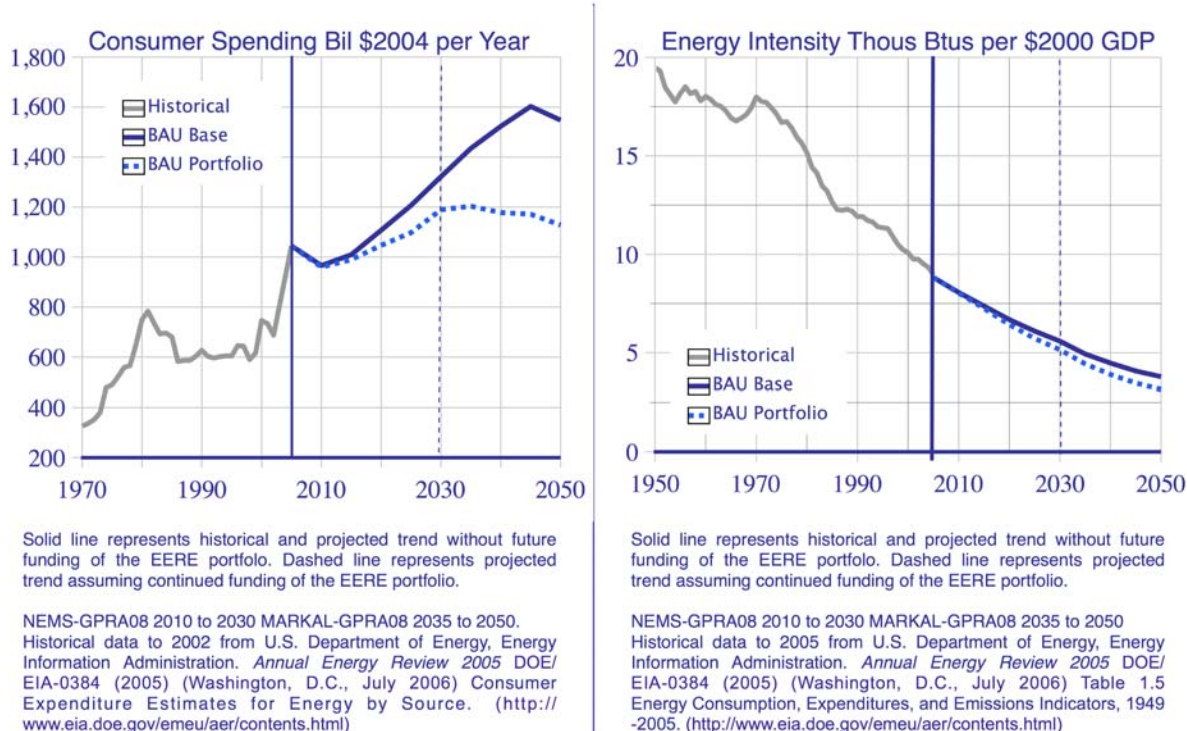 Consumer Spending Bil $2004 per Year
1,800
1,600
1,400
1,200
1,000
800
600
400
200
Historical
BAU Base
BAU Portfolio
1970
1990
2010
2030
2050
Solid line represents historical and projected trend without future
funding of the EERE portfolo. Dashed line represents projected
trend assuming continued funding of the EERE portfolio.
NEMS-GPRA08 2010 to 2030 MARKAL-GPRA08 2035 to 2050.
Historical data to 2002 from U.S. Department of Energy, Energy
Information Administration. Annual Energy Review 2005 DOE/
EIA-0384 (2005) (Washington, D.C., July 2006) Consumer
Expenditure Estimates for Energy by Source. (http://
www.eia.doe.gov/emeu/aer/contents.html)
Energy Intensity Thous Btus per $2000 GDP
20
15
10
5
0
Historical
BAU Base
BAU Portfolio
1950
1970
1990
2010
2030
2050
Solid line represents historical and projected trend without future
funding of the EERE portfolo. Dashed line represents projected
trend assuming continued funding of the EERE portfolio.
NEMS-GPRA08 2010 to 2030 MARKAL-GPRA08 2035 to 2050
Historical data to 2005 from U.S. Department of Energy, Energy
Information Administration. Annual Energy Review 2005 DOE/
EIA-0384 (2005) (Washington, D.C., July 2006) Table 1.5
Energy Consumption, Expenditures, and Emissions Indicators, 1949
-2005. (http://www.eia.doe.gov/emeu/aer/contents.html)